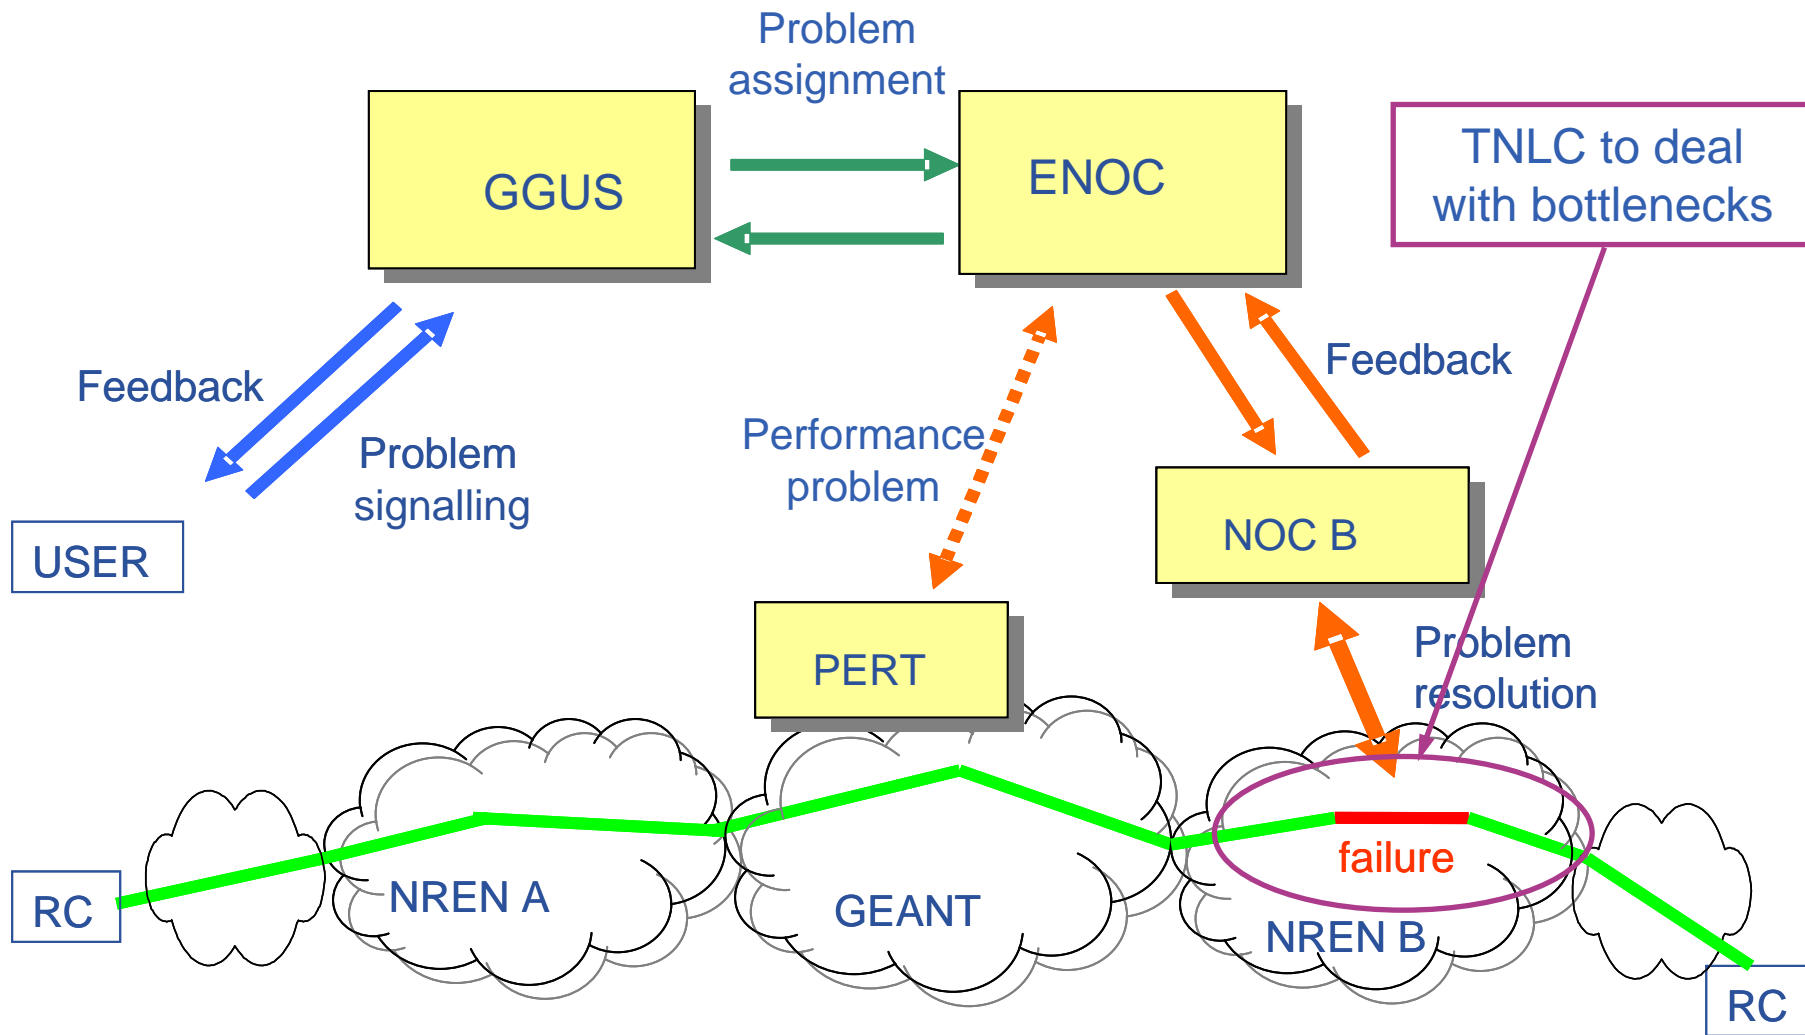 Problem
assignment
GGUS
ENOC
TNLC to deal
with bottlenecks
Feedback
Problem
signalling
Performance
problem
Feedback
USER
NOC B
PERT
Problem
resolution
failure
RC
NREN A
GEANT
NREN B
RC